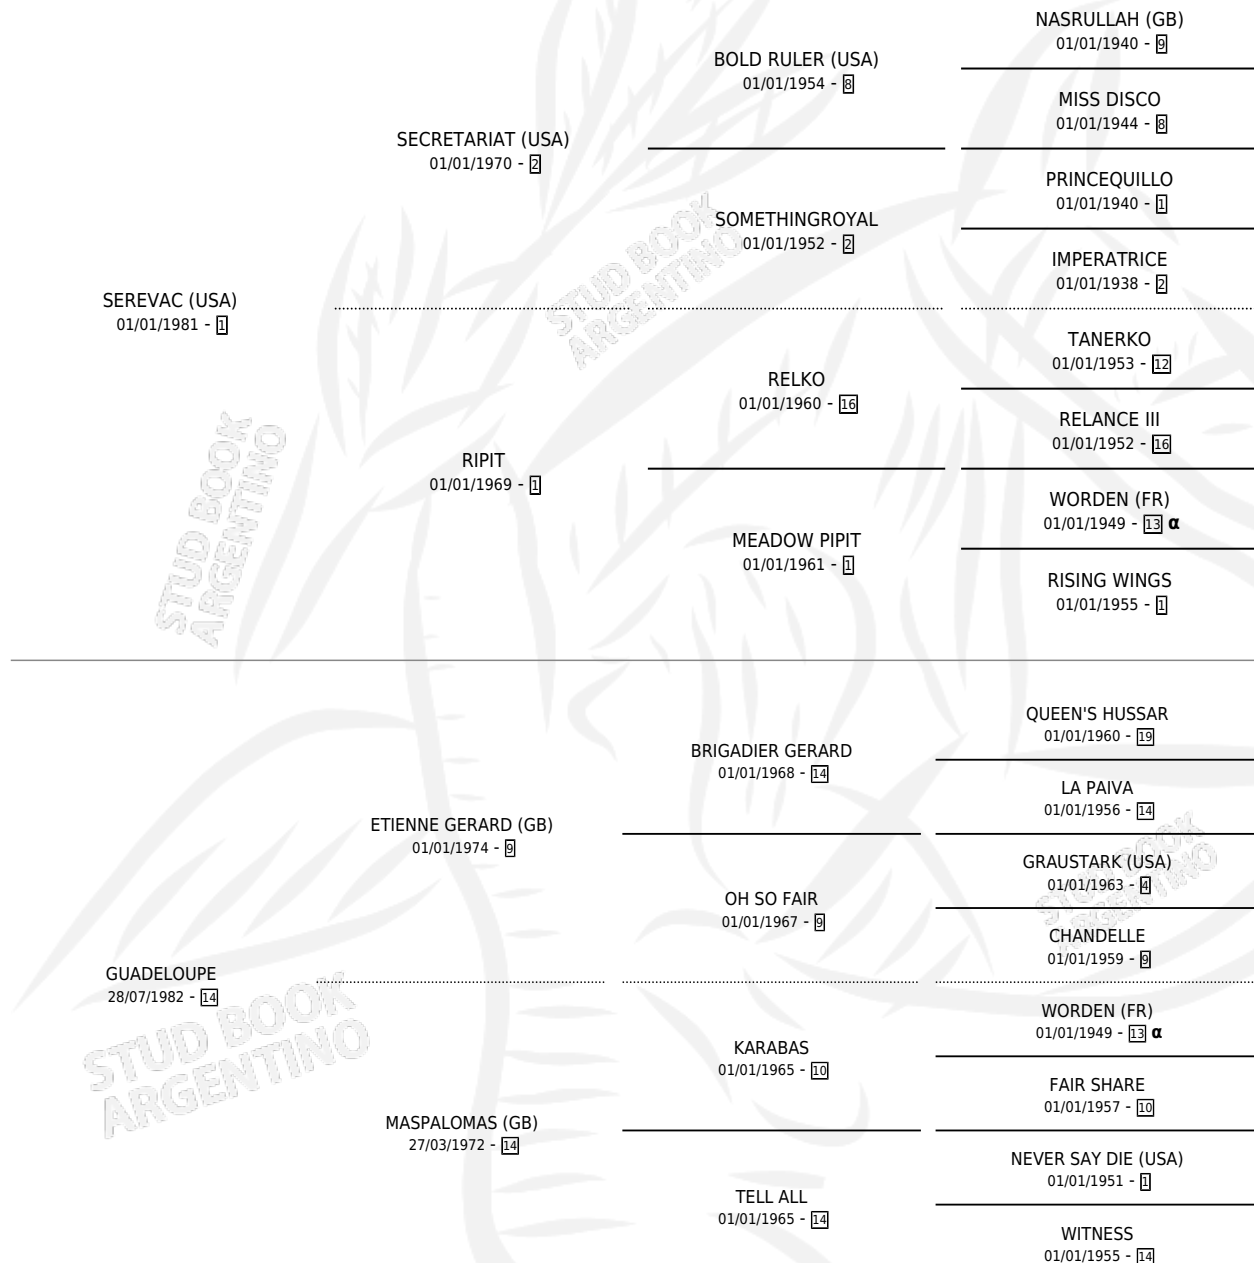 NASRULLAH (GB)
01/01/1940 - 9
BOLD RULER (USA)
01/01/1954 - 8
MISS DISCO
01/01/1944 - 8
SECRETARIAT (USA)
01/01/1970 - 2
PRINCEQUILLO
01/01/1940 - 1
SOMETHINGROYAL
01/01/1952 - 2
IMPERATRICE
01/01/1938 - 2
SEREVAC (USA)
01/01/1981 - 1
TANERKO
01/01/1953 - 12
RELKO
01/01/1960 - 16
RELANCE III
01/01/1952 - 16
RIPIT
01/01/1969 - 1
WORDEN (FR)
01/01/1949 - 13 α
MEADOW PIPIT
01/01/1961 - 1
RISING WINGS
01/01/1955 - 1
QUEEN'S HUSSAR
01/01/1960 - 19
BRIGADIER GERARD
01/01/1968 - 14
LA PAIVA
01/01/1956 - 14
ETIENNE GERARD (GB)
01/01/1974 - 9
GRAUSTARK (USA)
01/01/1963 - 4
OH SO FAIR
01/01/1967 - 9
CHANDELLE
01/01/1959 - 9
GUADELOUPE
28/07/1982 - 14
WORDEN (FR)
01/01/1949 - 13 α
KARABAS
01/01/1965 - 10
FAIR SHARE
01/01/1957 - 10
MASPALOMAS (GB)
27/03/1972 - 14
NEVER SAY DIE (USA)
01/01/1951 - 1
TELL ALL
01/01/1965 - 14
WITNESS
01/01/1955 - 14
STUD BOOK
ARGENTINO
STUD BOOK
ARGENTINO
STUD BOOK
ARGENTINO
STUD BOOK
ARGENTINO